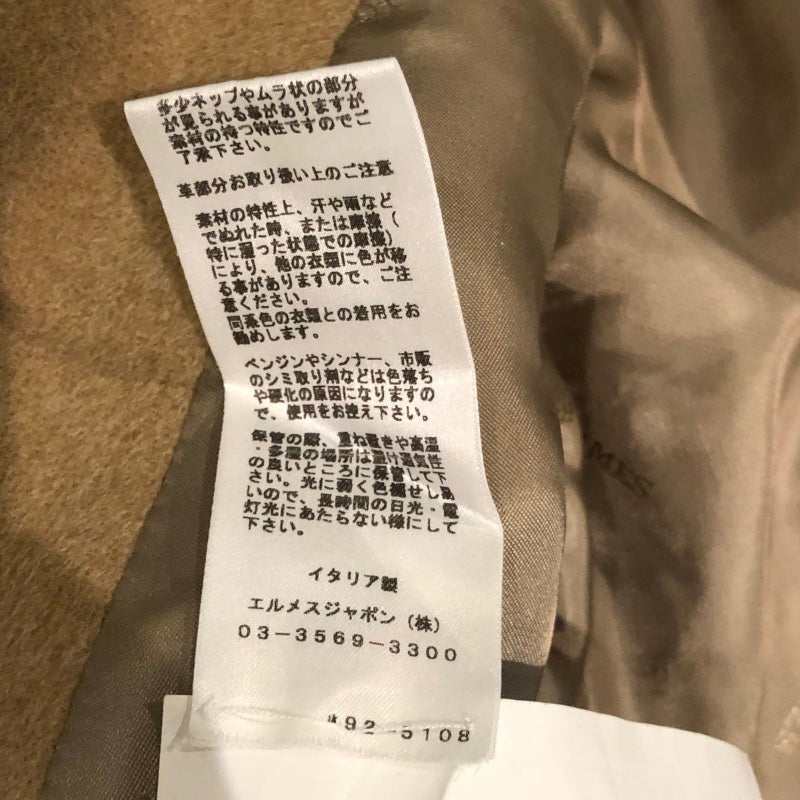 多少ネップやムラ状の部分
が見られる事がありますが
素材の持つ特性ですのでご
了承下さい。
革部分お取り扱い上のご注意
素材の特性上、汗や雨など
でぬれた時、または摩擦(
特に湿った状態での摩擦)
により、他の衣類に色が移
る事がありますので、ご注
意ください。
同系色の衣類との着用をお
勧めします。
ベンジンやシンナー、市販
のシミ取り剤などは色落ち
や硬化の原因になりますの
で、使用をお控え下さい。
保管の際、重ね置きや高温
・多湿の場所は避け通気性
の良いところに保管して下
さい。光に弱く色褪せし易
いので、長時間の日光・電
灯光にあたらない様にして
下さい。
イタリア製
エルメスジャポン(株)
03-3569-3300
92-5108
MES